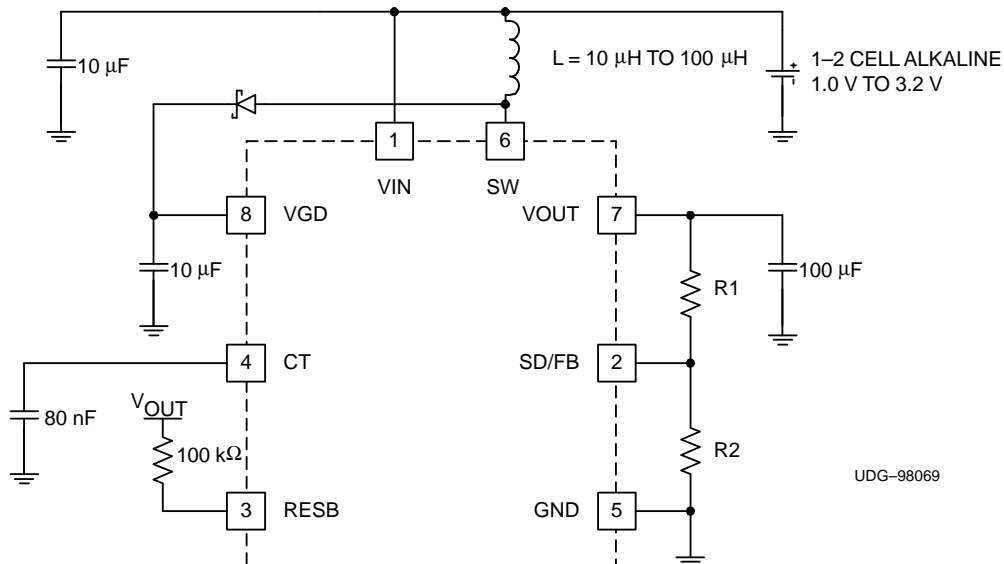 10 μF
L = 10 μH TO 100 μH
1–2 CELL ALKALINE
1.0 V TO 3.2 V
1
6
VIN
SW
8
VGD
VOUT
7
10 μF
R1
100 μF
4
CT
SD/FB
2
80 nF
VOUT
100 kΩ
R2
UDG–98069
3
RESB
GND
5